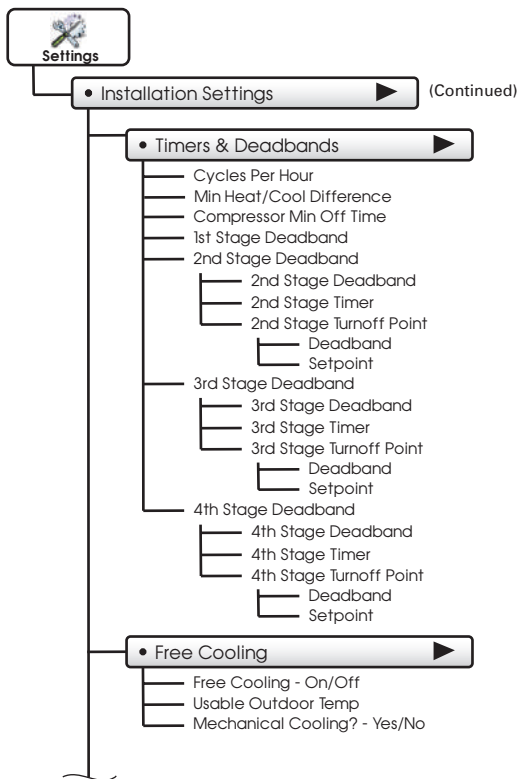 Settings
• Installation Settings (Continued)
• Timers & Deadbands
Cycles Per Hour
Min Heat/Cool Difference
Compressor Min Off Time
1st Stage Deadband
2nd Stage Deadband
2nd Stage Deadband
2nd Stage Timer
2nd Stage Turnoff Point
Deadband
Setpoint
3rd Stage Deadband
3rd Stage Deadband
3rd Stage Timer
3rd Stage Turnoff Point
Deadband
Setpoint
4th Stage Deadband
4th Stage Deadband
4th Stage Timer
4th Stage Turnoff Point
Deadband
Setpoint
• Free Cooling
Free Cooling - On/Off
Usable Outdoor Temp
Mechanical Cooling? - Yes/No